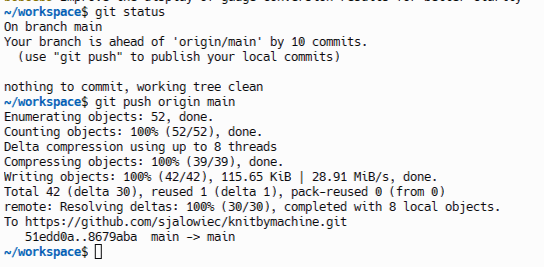 ~/workspace$ git status
On branch main
Your branch is ahead of 'origin/main' by 10 commits.
  (use "git push" to publish your local commits)

nothing to commit, working tree clean
~/workspace$ git push origin main
Enumerating objects: 52, done.
Counting objects: 100% (52/52), done.
Delta compression using up to 8 threads
Compressing objects: 100% (39/39), done.
Writing objects: 100% (42/42), 115.65 KiB | 28.91 MiB/s, done.
Total 42 (delta 30), reused 1 (delta 1), pack-reused 0 (from 0)
remote: Resolving deltas: 100% (30/30), completed with 8 local objects.
To https://github.com/sjalowiec/knitbymachine.git
   51edd0a..8679aba  main -> main
~/workspace$